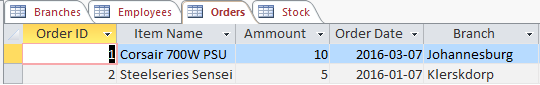 Branches Employees Orders Stock
Order ID Item Name Ammount Order Date Branch
1 Corsair 700W PSU 10 2016-03-07 Johannesburg
2 Steelseries Sensei 5 2016-01-07 Klerskdorp